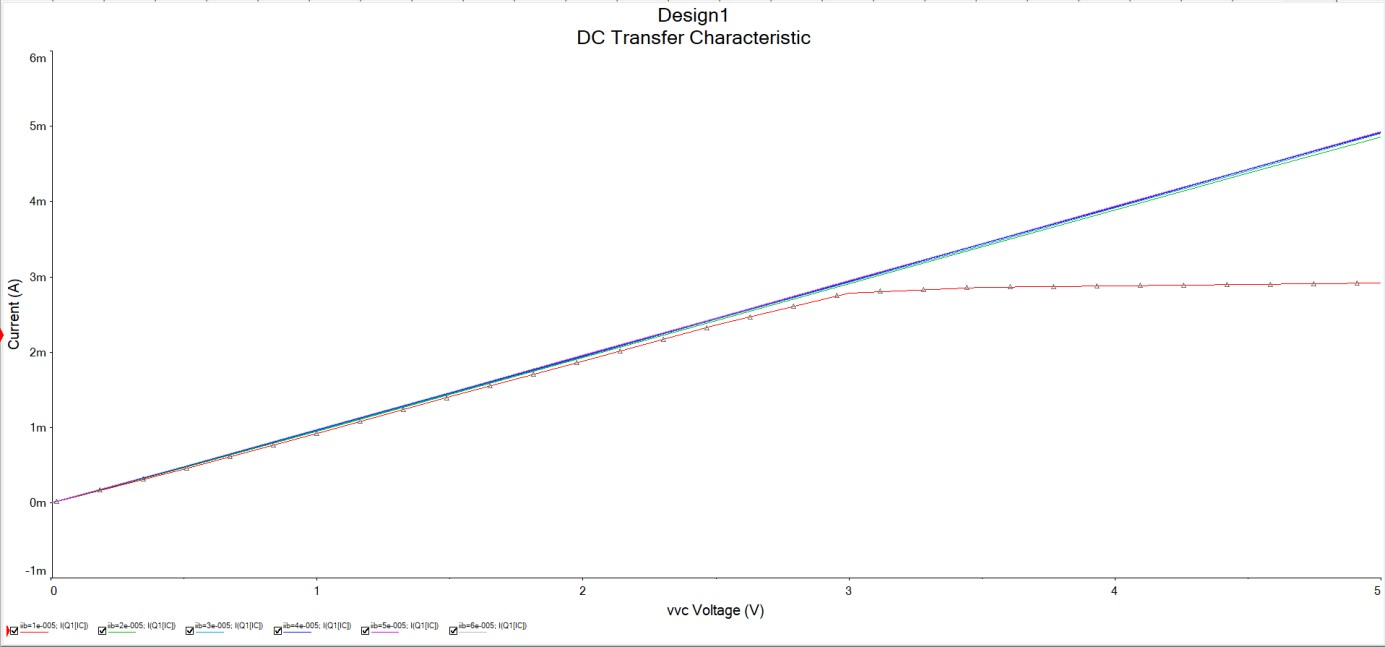 Design1
DC Transfer Characteristic
6m
5m
4m
3m
2m
1m
0m
-1m
Current (A)
0 1 2 3 4 5
vvc Voltage (V)
iib=1e-005; I(Q1[IC]) iib=2e-005; I(Q1[IC]) iib=3e-005; I(Q1[IC]) iib=4e-005; I(Q1[IC]) iib=5e-005; I(Q1[IC]) iib=6e-005; I(Q1[IC])